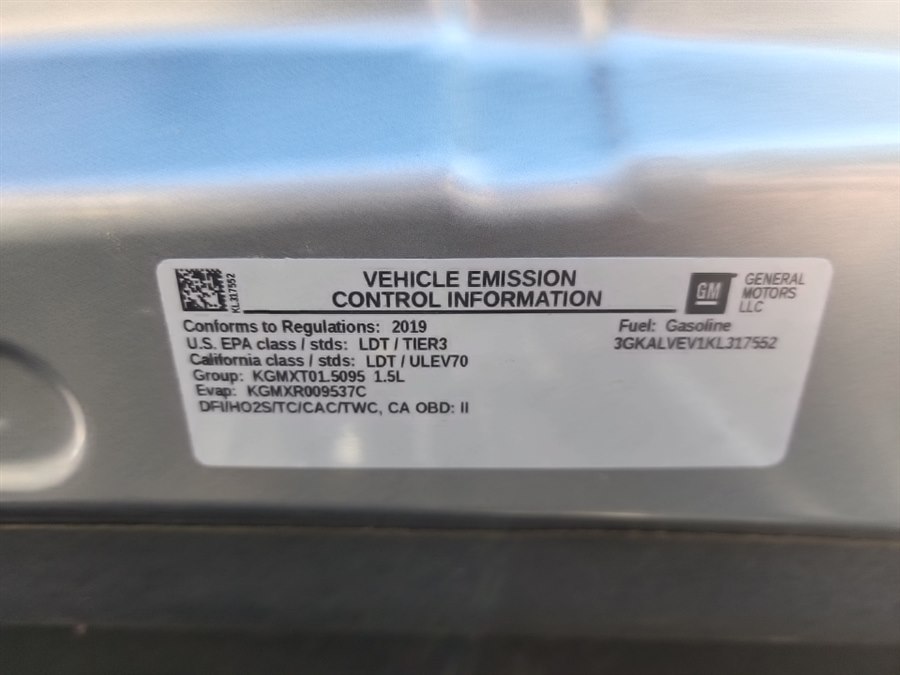 VEHICLE EMISSION
CONTROL INFORMATION
KL317552
GM
GENERAL
MOTORS
LLC
Conforms to Regulations: 2019
U.S. EPA class / stds: LDT / TIER3
California class / stds: LDT / ULEV70
Group: KGMXT01.5095 1.5L
Evap: KGMXR009537C
DFI/HO2S/TC/CAC/TWC, CA OBD: II
Fuel: Gasoline
3GKALVEV1KL317552